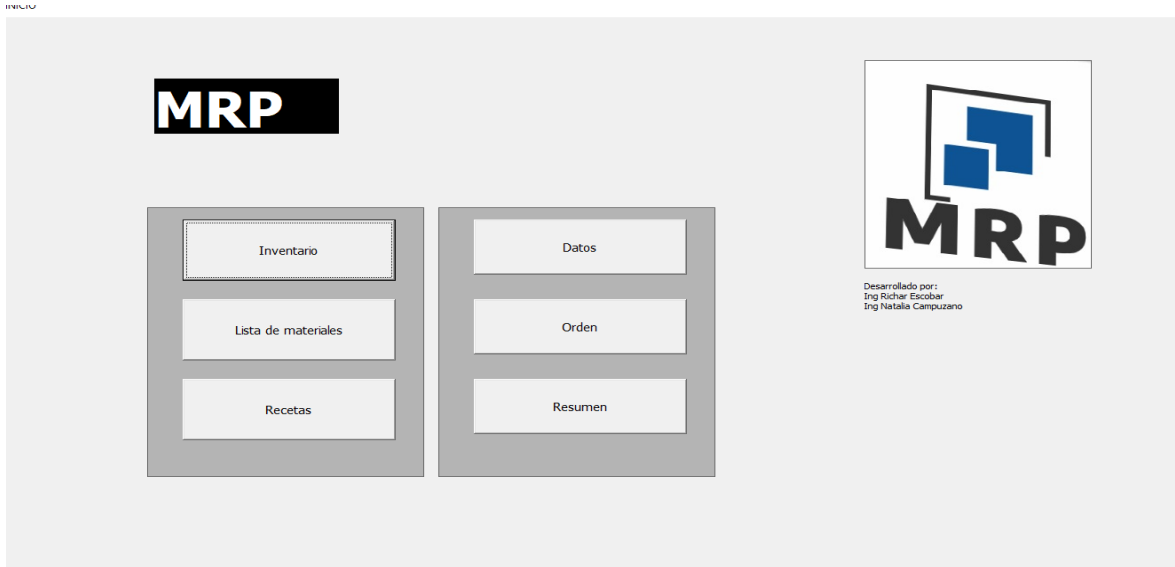 INICIO
MRP
Inventario
Lista de materiales
Recetas
Datos
Orden
Resumen
MRP
Desarrollado por:
Ing Richar Escobar
Ing Natalia Campuzano